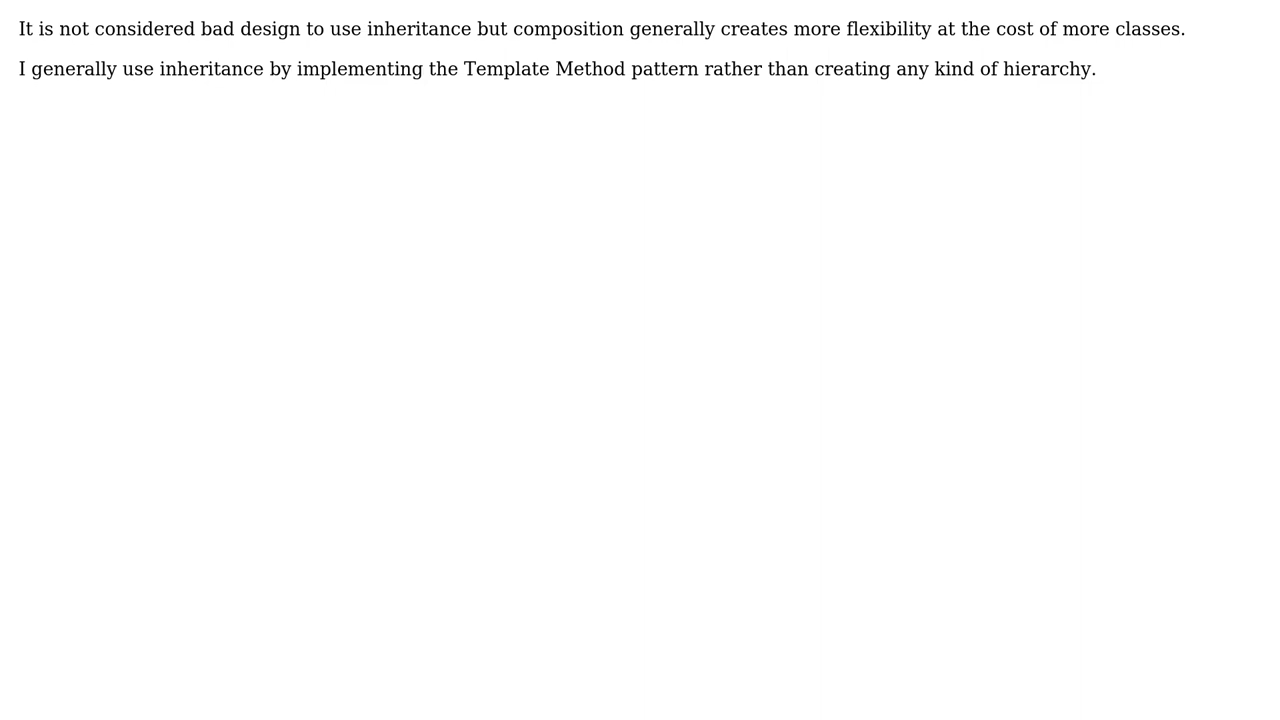 It is not considered bad design to use inheritance but composition generally creates more flexibility at the cost of more classes.
I generally use inheritance by implementing the Template Method pattern rather than creating any kind of hierarchy.